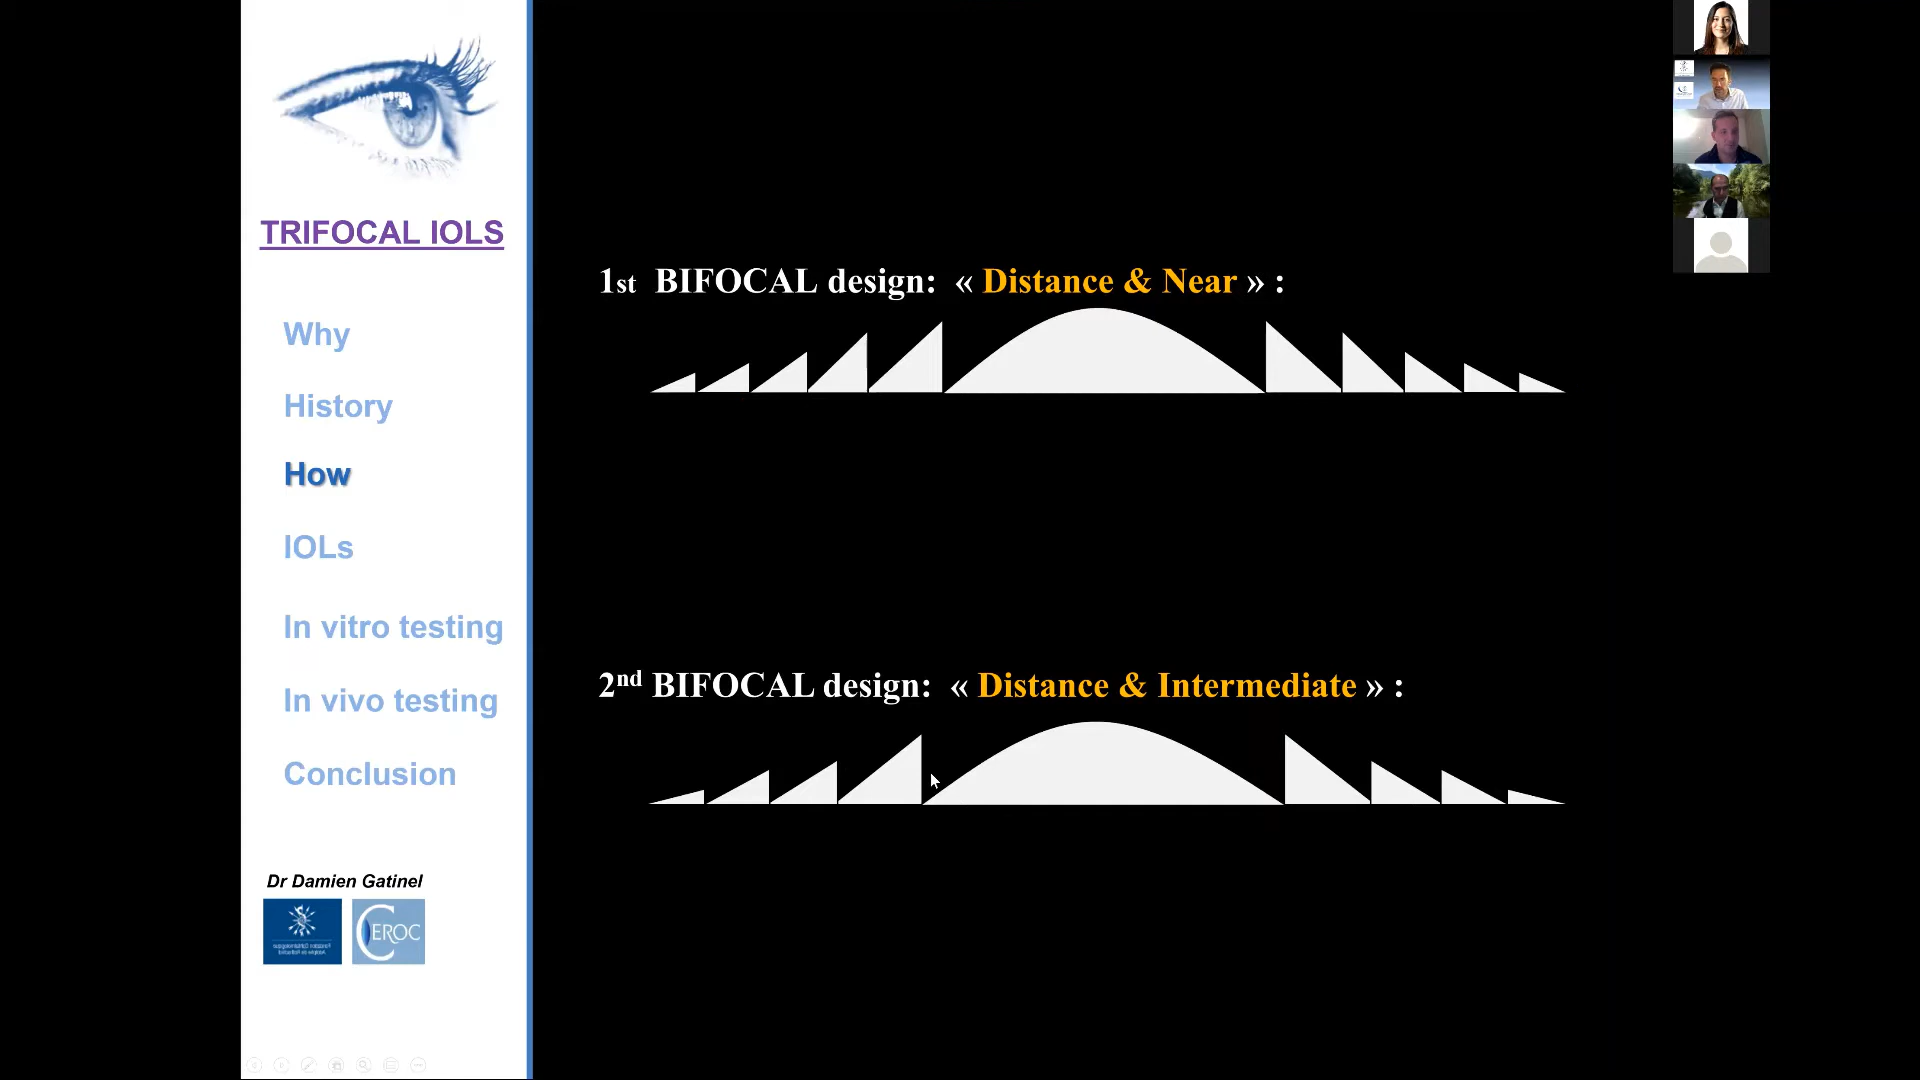 TRIFOCAL IOLS
Why
History
How
IOLs
In vitro testing
In vivo testing
Conclusion
Dr Damien Gatinel
CEROC
1st BIFOCAL design: « Distance & Near » :
2nd BIFOCAL design: « Distance & Intermediate » :